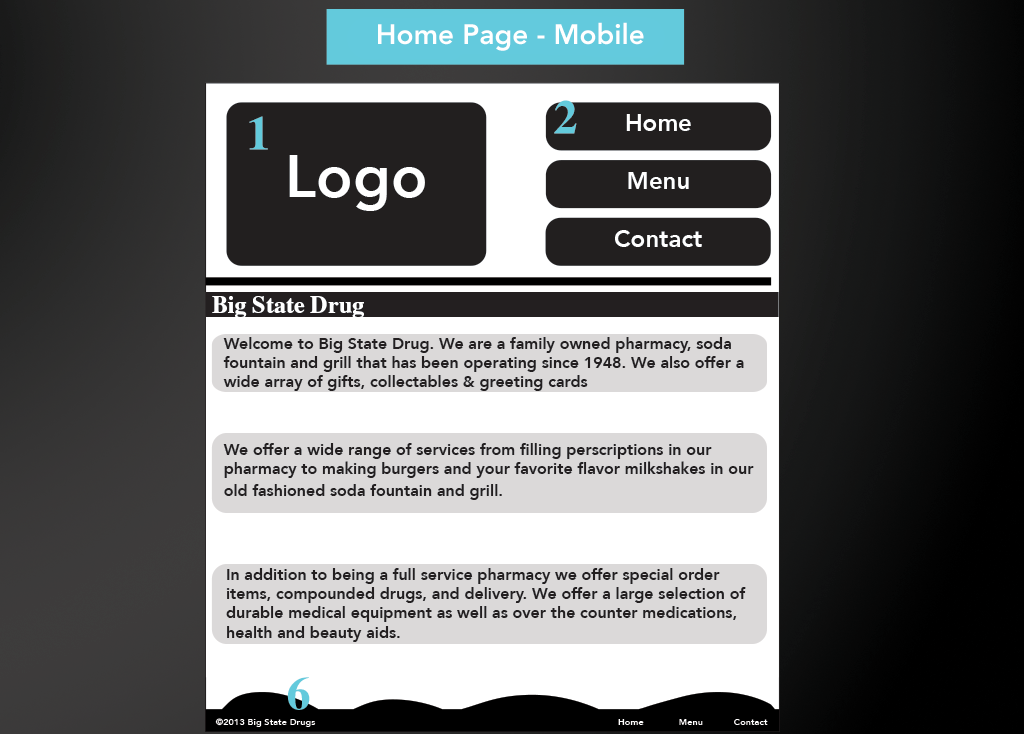 Home Page - Mobile
1
Logo
2
Home
Menu
Contact
Big State Drug
Welcome to Big State Drug. We are a family owned pharmacy, soda
fountain and grill that has been operating since 1948. We also offer a
wide array of gifts, collectables & greeting cards
We offer a wide range of services from filling perscriptions in our
pharmacy to making burgers and your favorite flavor milkshakes in our
old fashioned soda fountain and grill.
In addition to being a full service pharmacy we offer special order
items, compounded drugs, and delivery. We offer a large selection of
durable medical equipment as well as over the counter medications,
health and beauty aids.
6
©2013 Big State Drugs Home Menu Contact